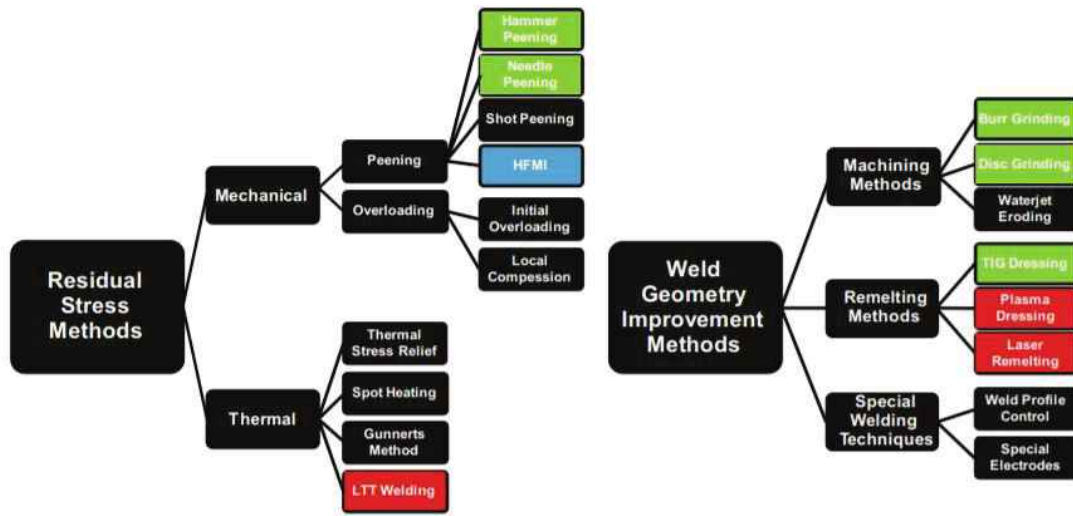 Residual
Stress
Methods
Mechanical
Peening
Hammer
Peening
Needle
Peening
Shot Peening
HFMI
Overloading
Initial
Overloading
Local
Compession
Thermal
Thermal
Stress Relief
Spot Heating
Gunnerts
Method
LTT Welding
Weld
Geometry
Improvement
Methods
Machining
Methods
Burr Grinding
Disc Grinding
Waterjet
Eroding
Remelting
Methods
TIG Dressing
Plasma
Dressing
Laser
Remelting
Special
Welding
Techniques
Weld Profile
Control
Special
Electrodes